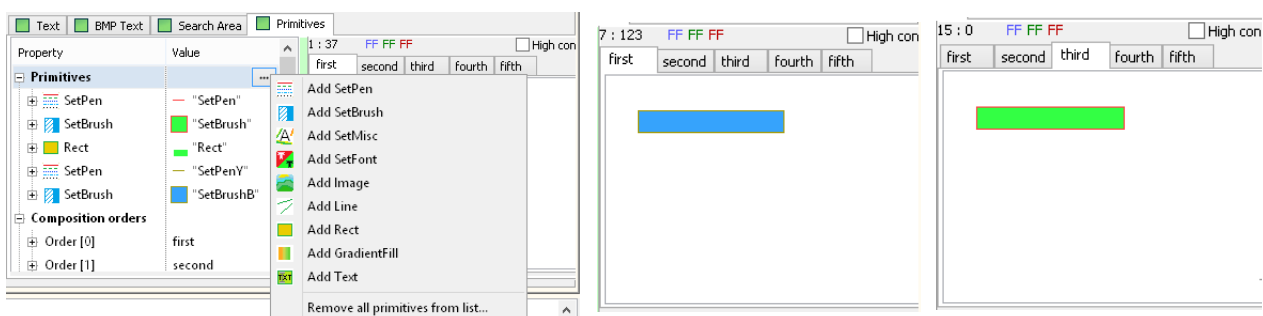 Text BMP Text Search Area Primitives
Property Value
Primitives ...
SetPen "SetPen"
SetBrush "SetBrush"
Rect "Rect"
SetPen "SetPenY"
SetBrush "SetBrushB"
Composition orders
Order [0] first
Order [1] second
1 : 37 FF FF FF High con
first second third fourth fifth
Add SetPen
Add SetBrush
Add SetMisc
Add SetFont
Add Image
Add Line
Add Rect
Add GradientFill
TXT Add Text
Remove all primitives from list...
7 : 123 FF FF FF High con
first second third fourth fifth
15 : 0 FF FF FF High con
first second third fourth fifth